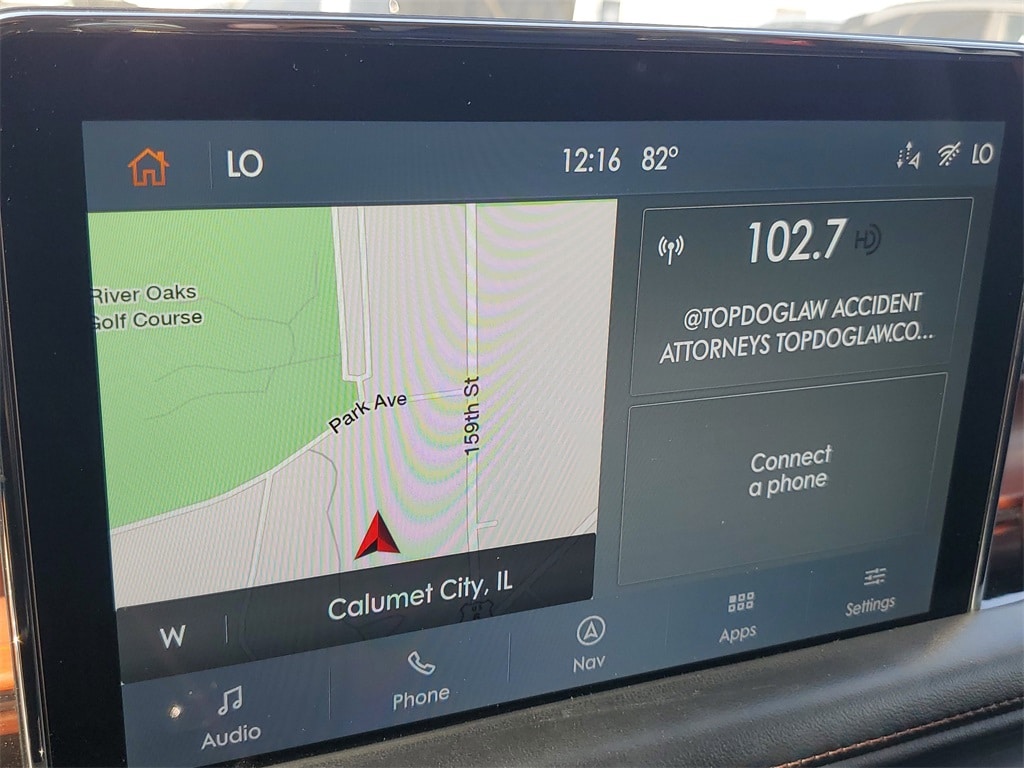 LO
12:16 82°
LO
River Oaks
Golf Course
Park Ave
159th St
Calumet City, IL
W
102.7 HD
@TOPDOGLAW ACCIDENT
ATTORNEYS TOPDOGLAW.CO...
Connect
a phone
Audio
Phone
Nav
Apps
Settings